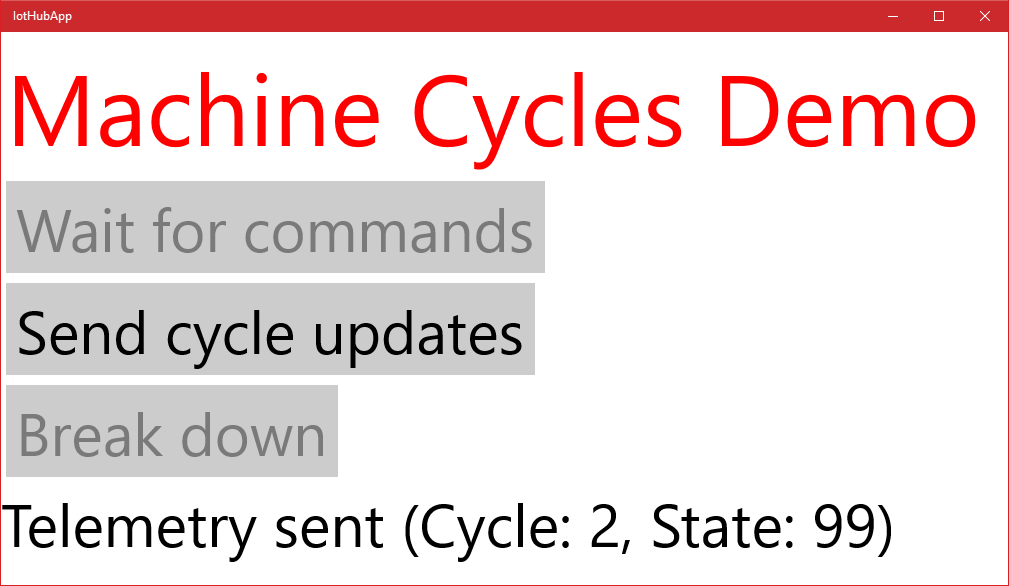 IotHubApp
Machine Cycles Demo
Wait for commands
Send cycle updates
Break down
Telemetry sent (Cycle: 2, State: 99)